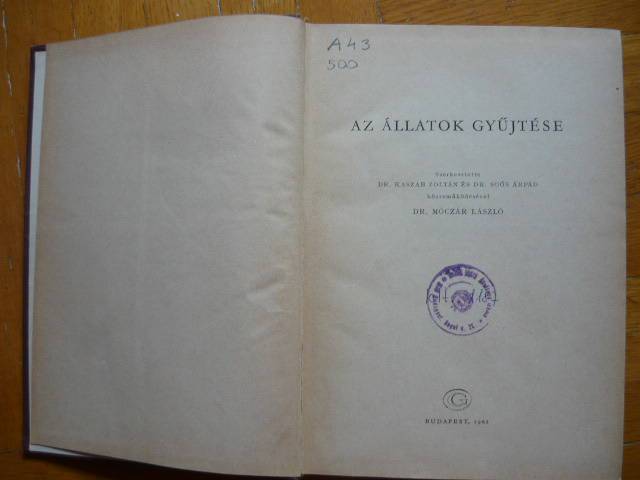 A43
500
AZ ÁLLATOK GYŰJTÉSE
Szerkesztette
DR. KASZAB ZOLTÁN ÉS DR. SOÓS ÁRPÁD
közreműködésével
DR. MÓCZÁR LÁSZLÓ
G
BUDAPEST, 1962